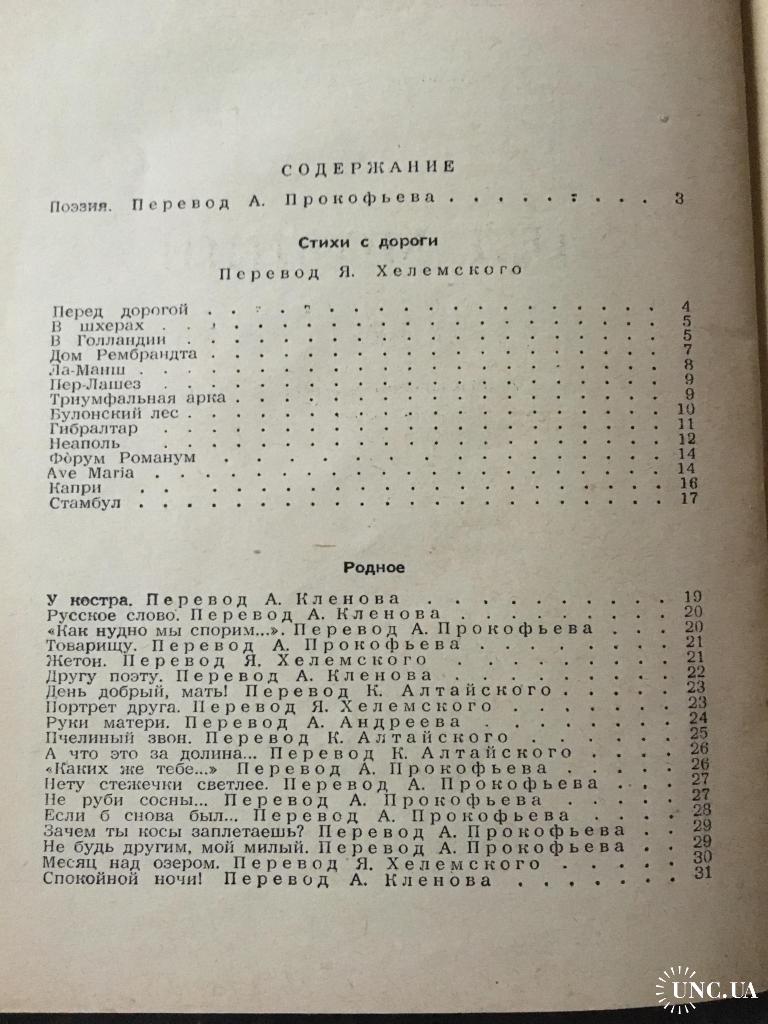 СОДЕРЖАНИЕ
Поэзия. Перевод А. Прокофьева . . . . . . . . . 3
Стихи с дороги
Перевод Я. Хелемского
Перед дорогой . . . . . . . . . . . . . . . . . . 4
В шхерах . . . . . . . . . . . . . . . . . . . . 5
В Голландии . . . . . . . . . . . . . . . . . . . 5
Дом Рембрандта . . . . . . . . . . . . . . . . . . 7
Ла-Манш . . . . . . . . . . . . . . . . . . . . . 8
Пер-Лашез . . . . . . . . . . . . . . . . . . . . 9
Триумфальная арка . . . . . . . . . . . . . . . . . 9
Булонский лес . . . . . . . . . . . . . . . . . . . 10
Гибралтар . . . . . . . . . . . . . . . . . . . . 11
Неаполь . . . . . . . . . . . . . . . . . . . . . 12
Форум Романум . . . . . . . . . . . . . . . . . . 14
Ave Maria . . . . . . . . . . . . . . . . . . . . 14
Капри . . . . . . . . . . . . . . . . . . . . . . 16
Стамбул . . . . . . . . . . . . . . . . . . . . . 17
Родное
У костра. Перевод А. Кленова . . . . . . . . . . 19
Русское слово. Перевод А. Кленова . . . . . . . . . 20
«Как нудно мы спорим...». Перевод А. Прокофьева . . . 20
Товарищу. Перевод А. Прокофьева . . . . . . . . . 21
Жетон. Перевод Я. Хелемского . . . . . . . . . . 21
Другу поэту. Перевод А. Кленова . . . . . . . . . 22
День добрый, мать! Перевод К. Алтайского . . . . . 23
Портрет друга. Перевод Я. Хелемского . . . . . . . 23
Руки матери. Перевод А. Андреева . . . . . . . . 24
Пчелиный звон. Перевод К. Алтайского . . . . . . . 25
А что это за долина... Перевод К. Алтайского . . . . 26
«Каких же тебе...» Перевод А. Прокофьева . . . . . 26
Нету стежечки светлее. Перевод А. Прокофьева . . . 27
Не руби сосны... Перевод А. Прокофьева . . . . . . 27
Если б снова был... Перевод А. Прокофьева . . . . . 28
Зачем ты косы заплетаешь? Перевод А. Прокофьева . . 29
Не будь другим, мой милый. Перевод А. Прокофьева . . 29
Месяц над озером. Перевод Я. Хелемского . . . . . 30
Спокойной ночи! Перевод А. Кленова . . . . . . . 31
UNC.UA